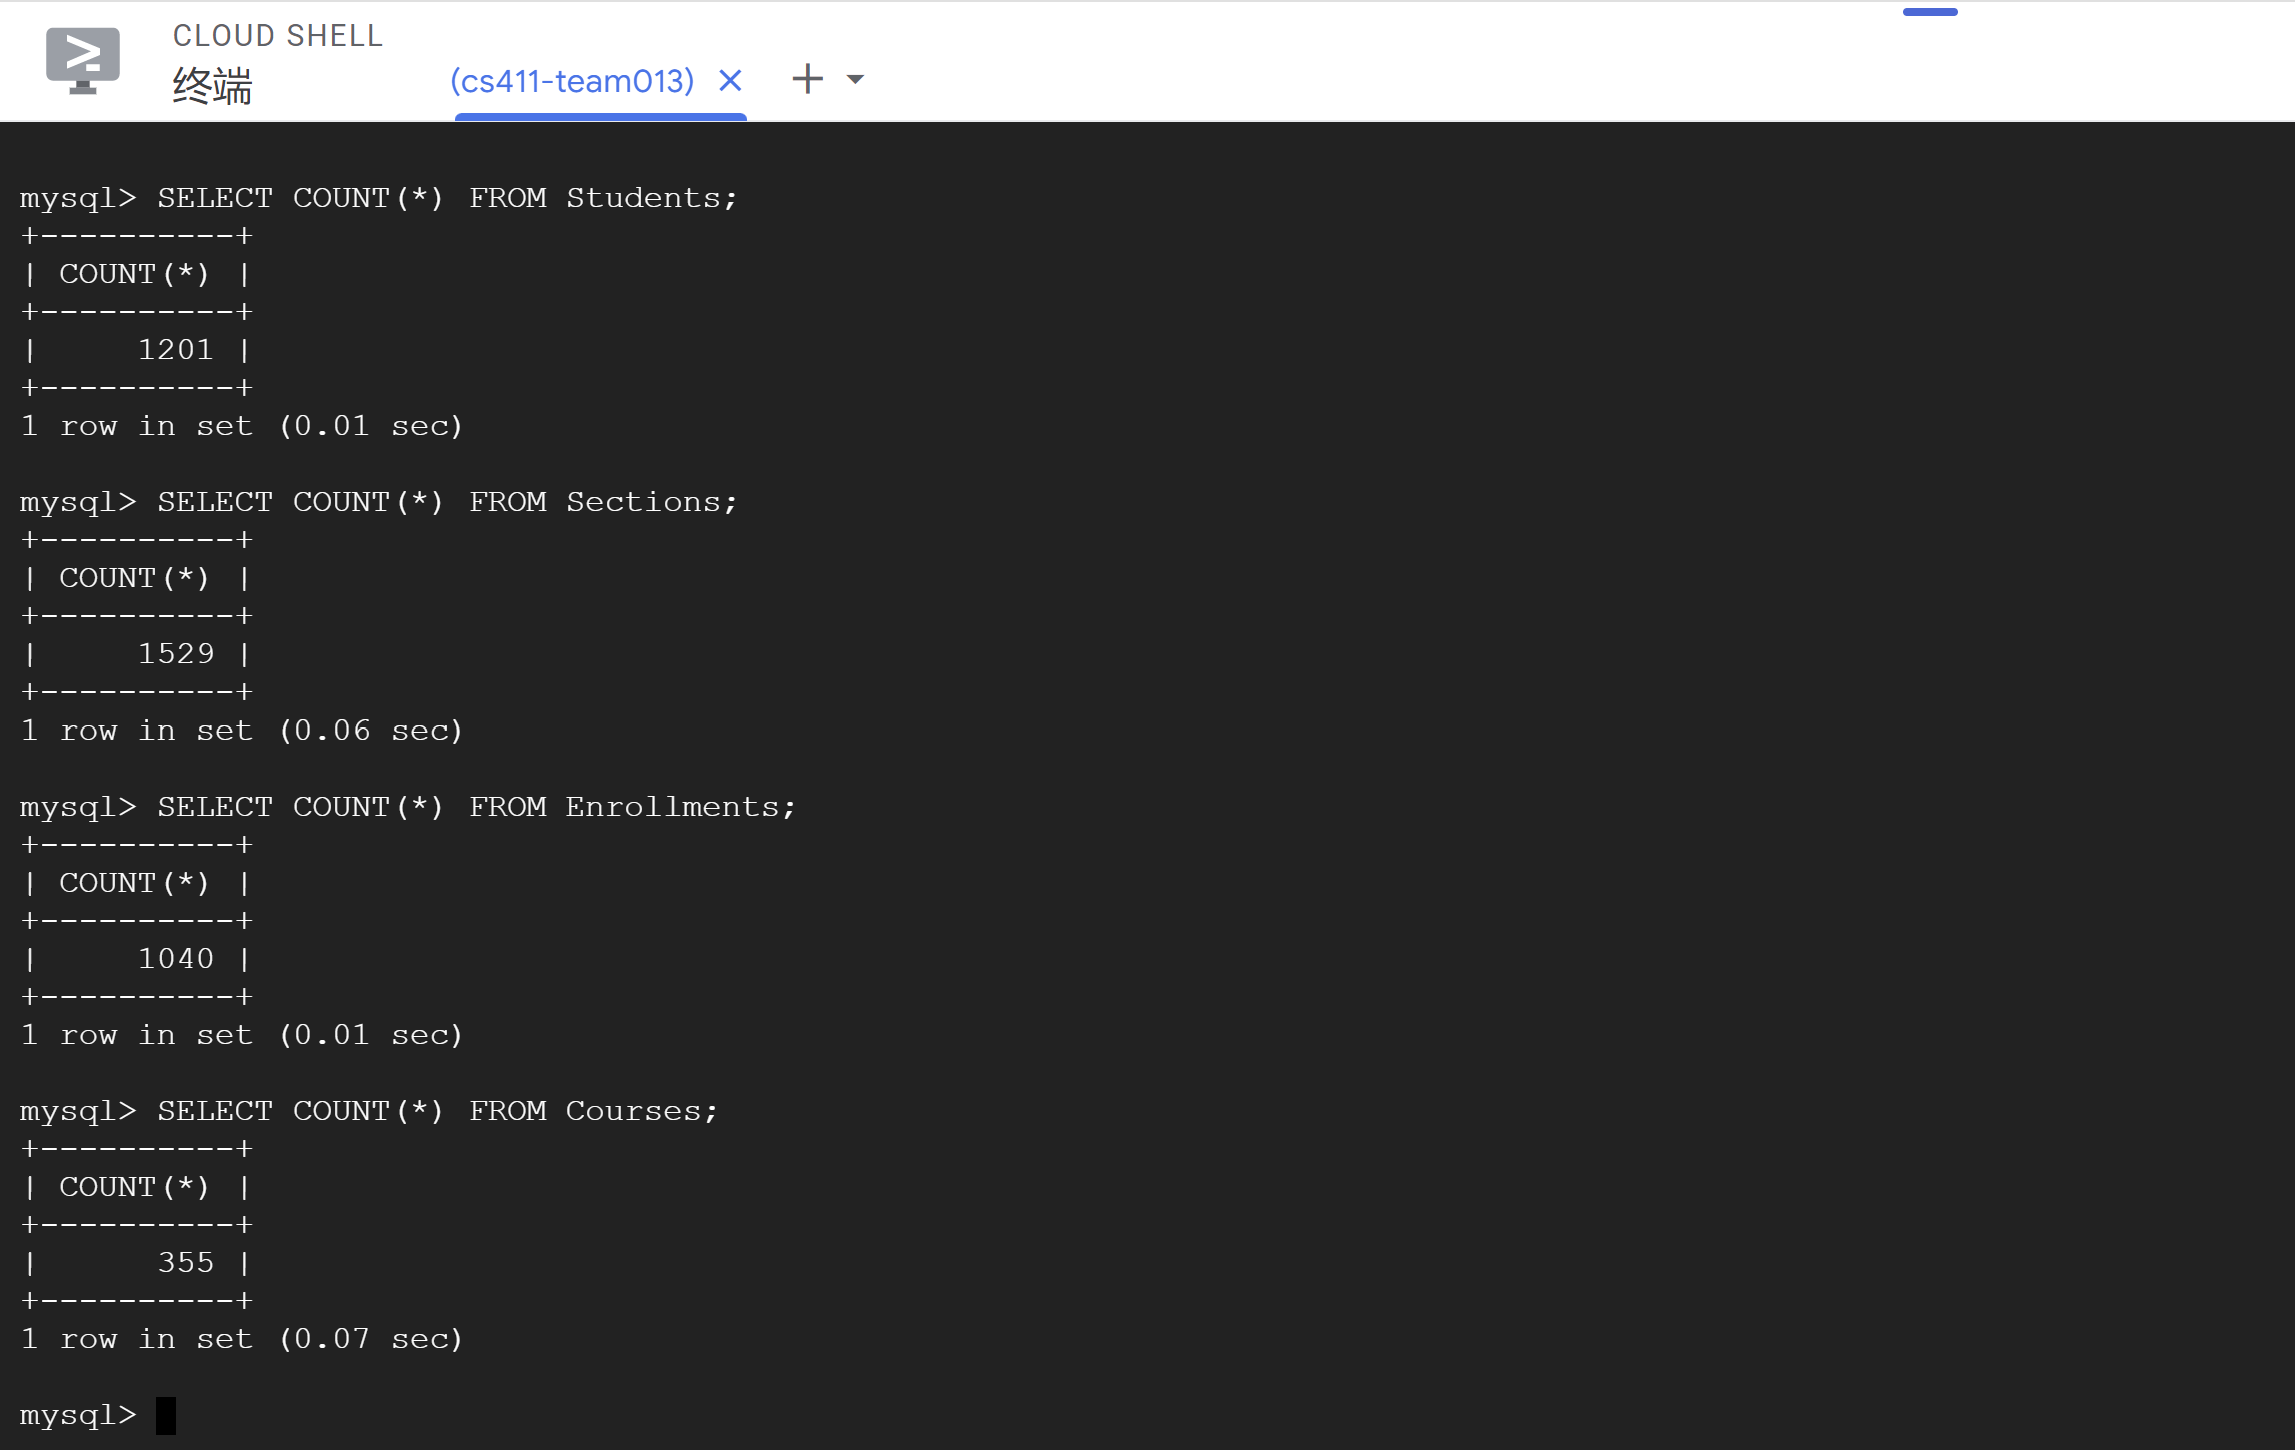 CLOUD SHELL
终端
(cs411-team013)
mysql> SELECT COUNT(*) FROM Students;
+----------+
| COUNT(*) |
+----------+
|     1201 |
+----------+
1 row in set (0.01 sec)
mysql> SELECT COUNT(*) FROM Sections;
+----------+
| COUNT(*) |
+----------+
|     1529 |
+----------+
1 row in set (0.06 sec)
mysql> SELECT COUNT(*) FROM Enrollments;
+----------+
| COUNT(*) |
+----------+
|     1040 |
+----------+
1 row in set (0.01 sec)
mysql> SELECT COUNT(*) FROM Courses;
+----------+
| COUNT(*) |
+----------+
|      355 |
+----------+
1 row in set (0.07 sec)
mysql>